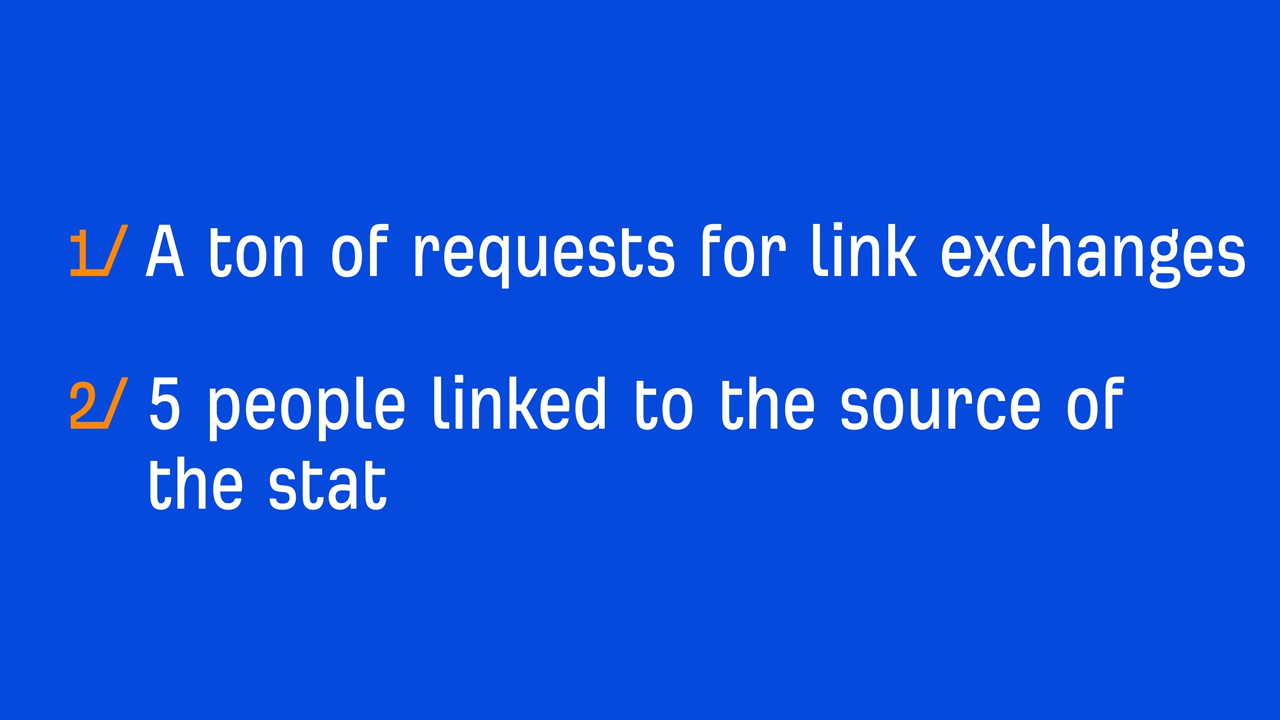 1/ A ton of requests for link exchanges
2/ 5 people linked to the source of
the stat